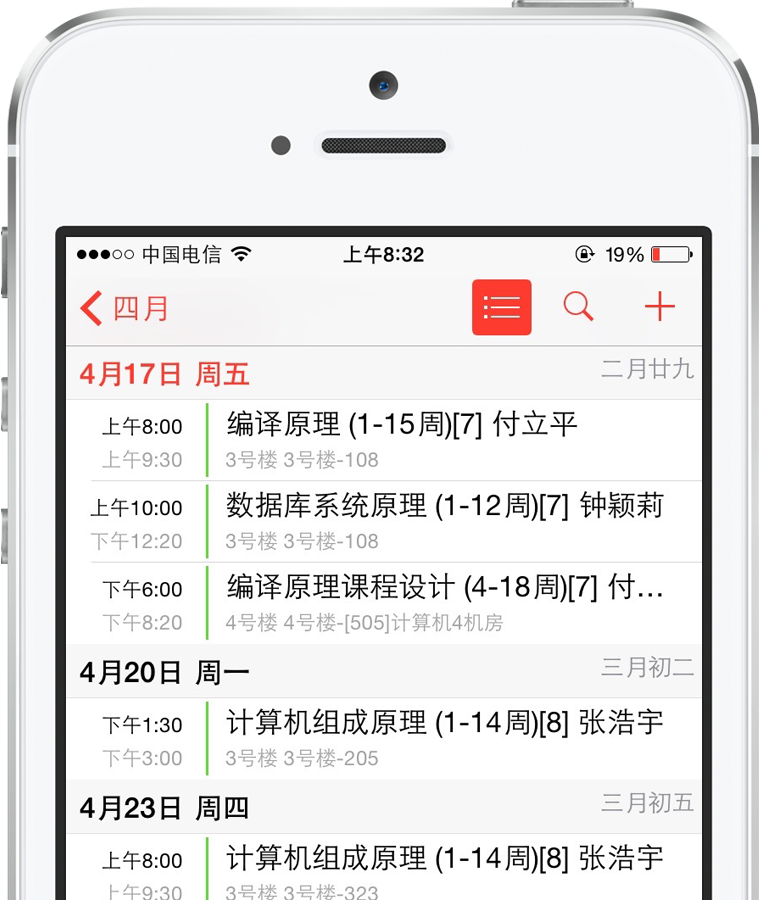 中国电信 上午8:32 19%
四月
4月17日 周五 二月廿九
上午8:00 编译原理 (1-15周)[7] 付立平
上午9:30 3号楼 3号楼-108
上午10:00 数据库系统原理 (1-12周)[7] 钟颖莉
下午12:20 3号楼 3号楼-108
下午6:00 编译原理课程设计 (4-18周)[7] 付…
下午8:20 4号楼 4号楼-[505]计算机4机房
4月20日 周一 三月初二
下午1:30 计算机组成原理 (1-14周)[8] 张浩宇
下午3:00 3号楼 3号楼-205
4月23日 周四 三月初五
上午8:00 计算机组成原理 (1-14周)[8] 张浩宇
上午9:30 3号楼 3号楼-323